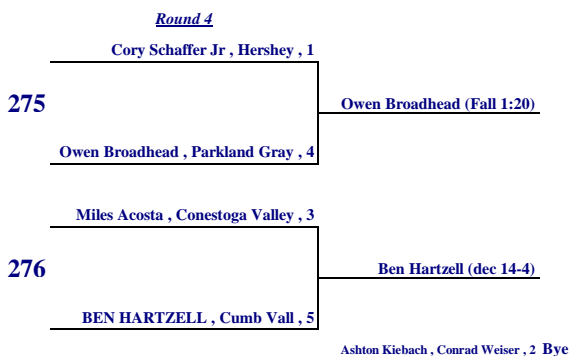 Round 4
Cory Schaffer Jr , Hershey , 1
275
Owen Broadhead (Fall 1:20)
Owen Broadhead , Parkland Gray , 4
Miles Acosta , Conestoga Valley , 3
276
Ben Hartzell (dec 14-4)
BEN HARTZELL , Cumb Vall , 5
Ashton Kiebach , Conrad Weiser , 2 Bye